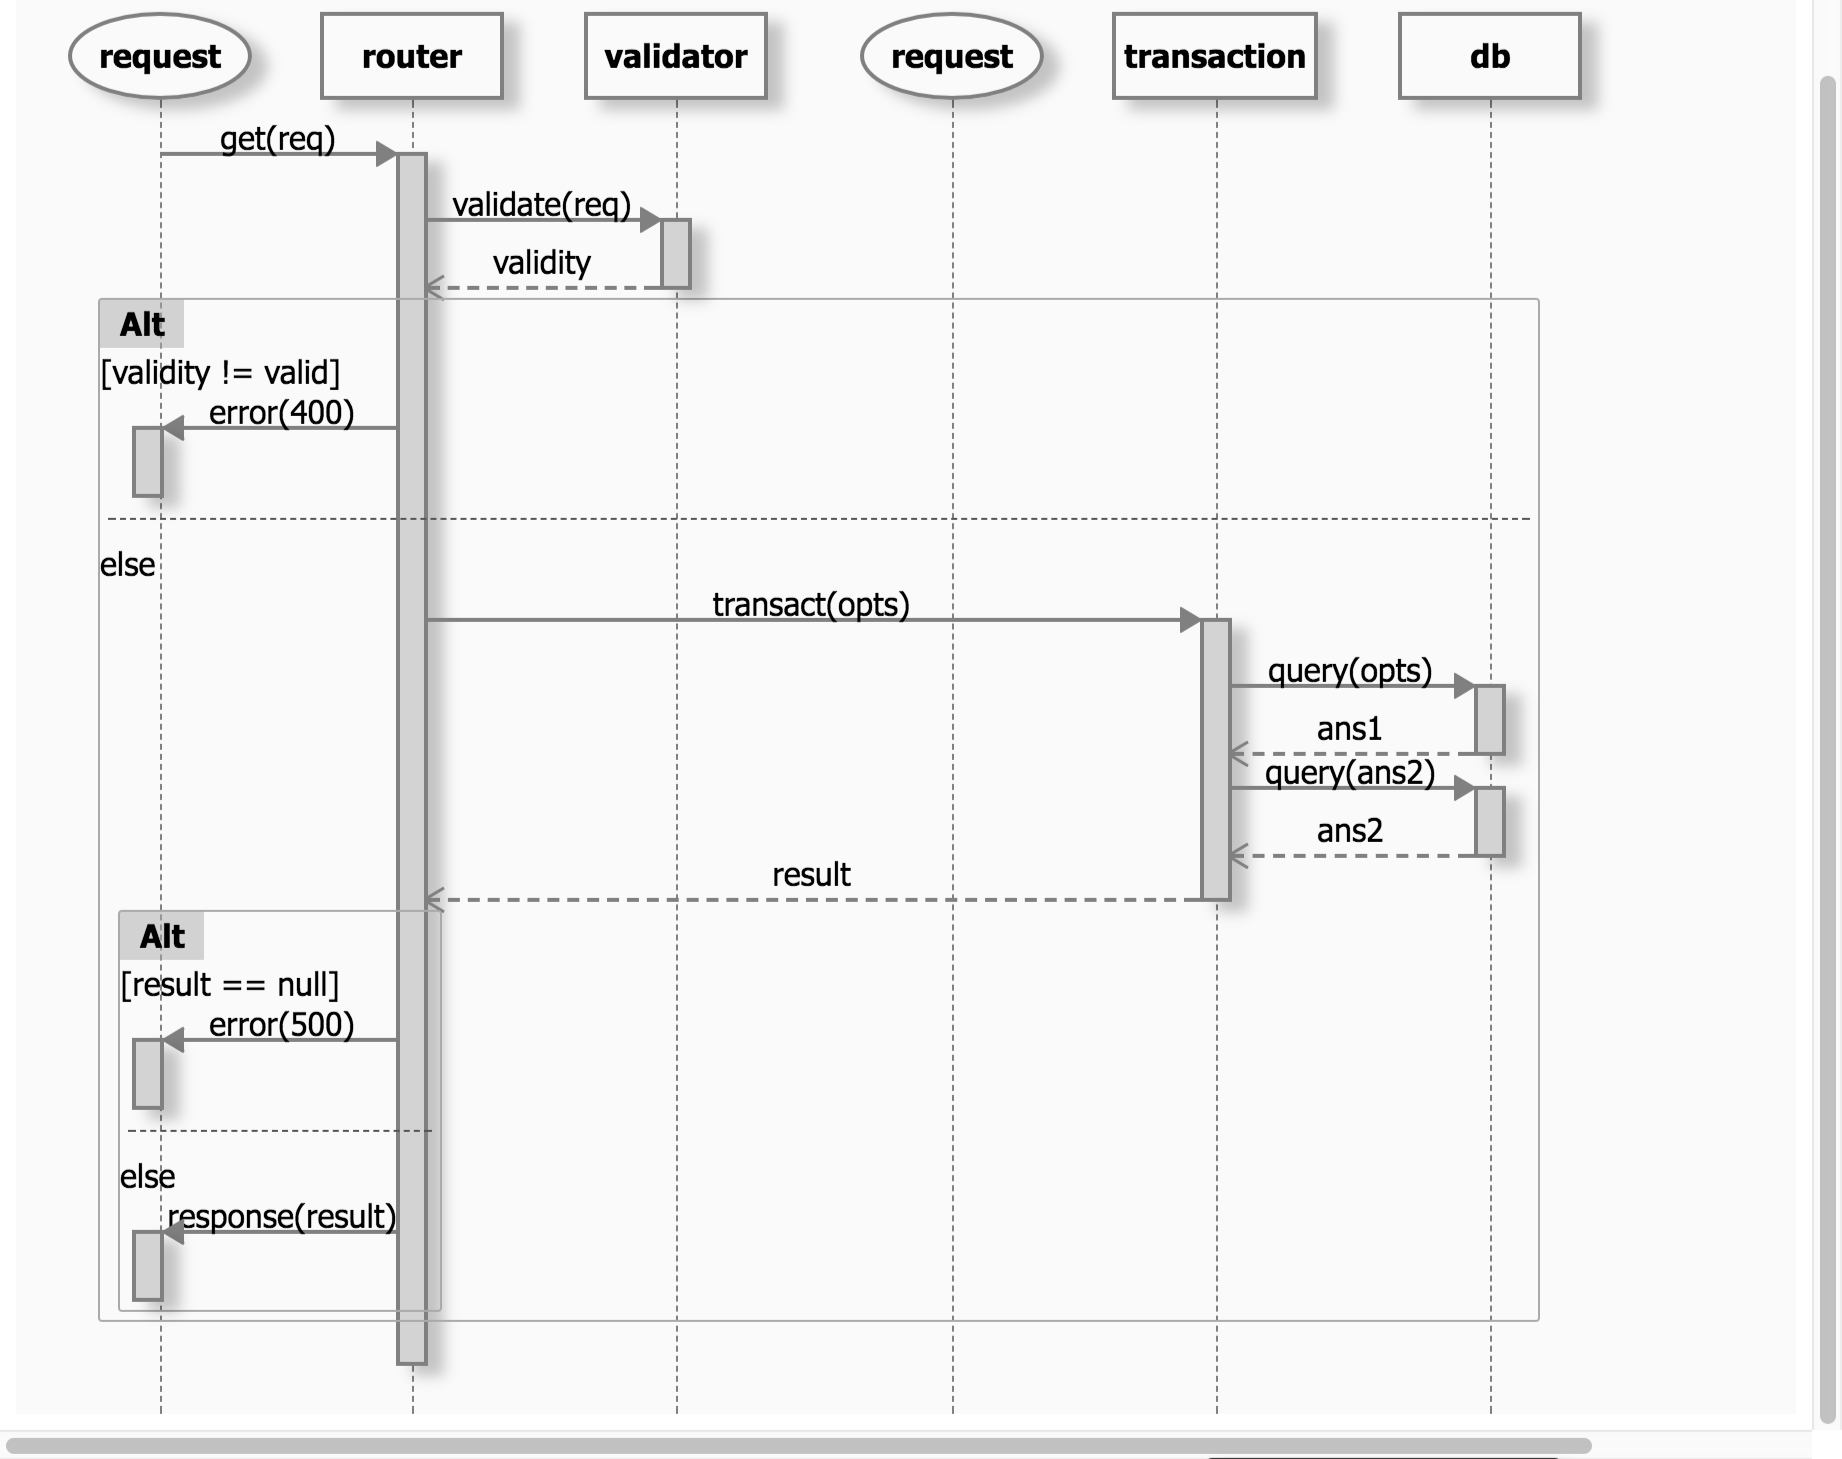 request
router
validator
request
transaction
db
get(req)
validate(req)
validity
Alt
[validity != valid]
error(400)
else
transact(opts)
query(opts)
ans1
query(ans2)
ans2
result
Alt
[result == null]
error(500)
else
response(result)